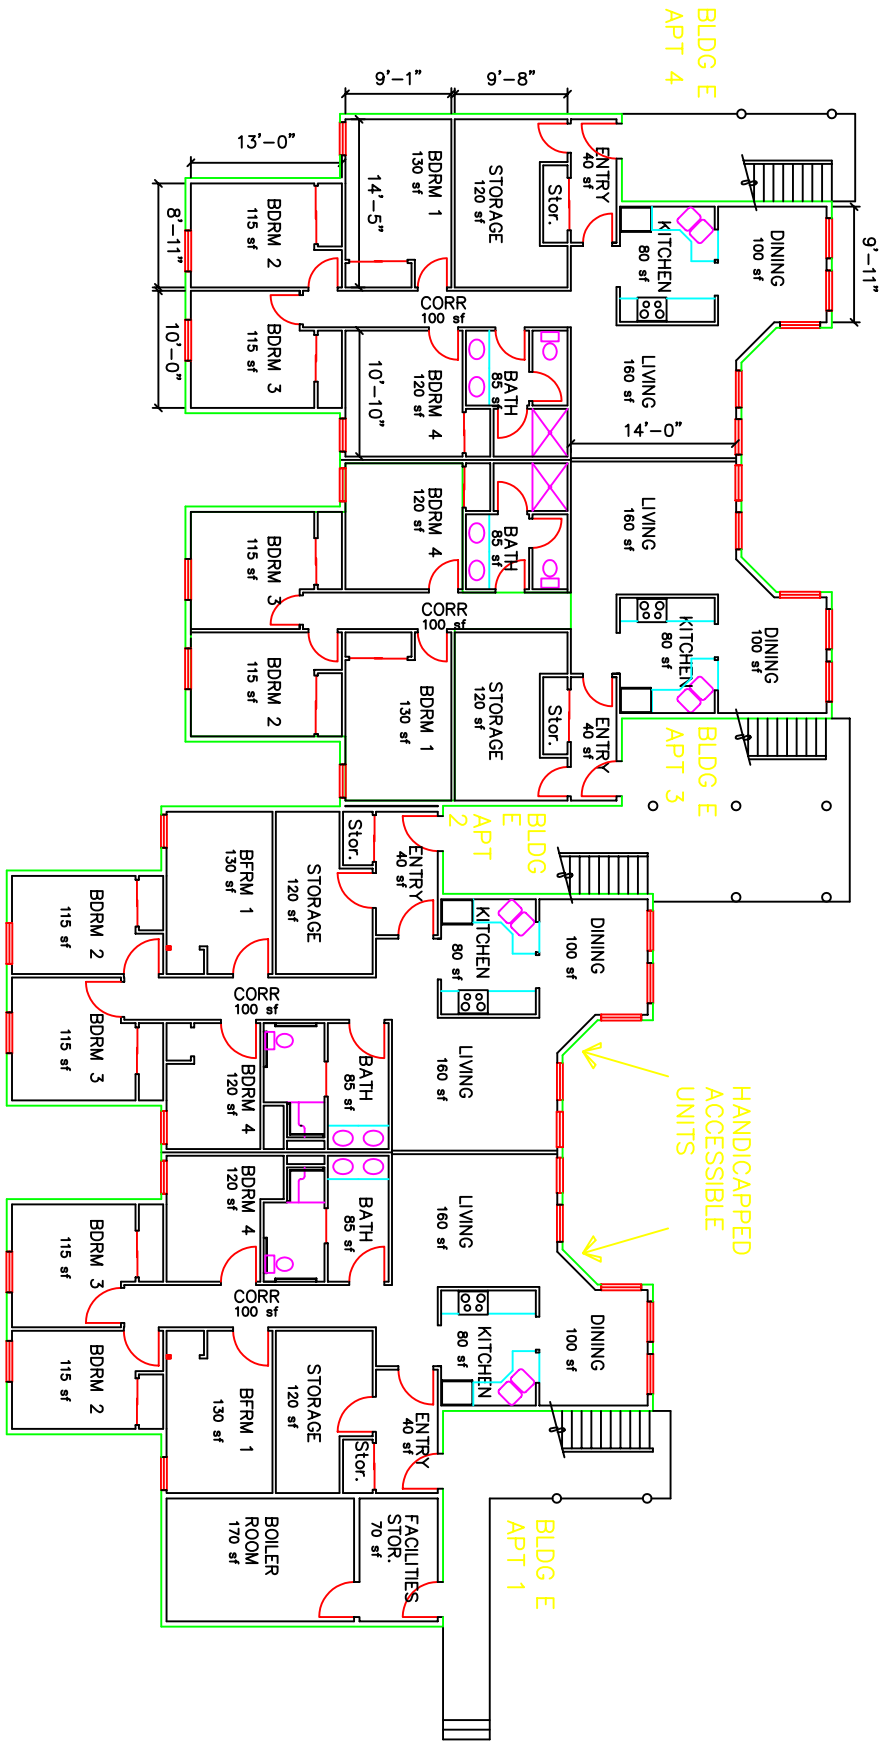 BLDG E
APT 4
9'-1"
9'-8"
13'-0"
14'-5"
8'-11"
10'-0"
10'-10"
14'-0"
9'-11"
BDRM 1
130 sf
STORAGE
120 sf
Stor.
ENTRY
40 sf
KITCHEN
80 sf
DINING
100 sf
BDRM 2
115 sf
BDRM 3
115 sf
CORR
100 sf
BDRM 4
120 sf
BATH
85 sf
LIVING
160 sf
BDRM 4
120 sf
BATH
85 sf
LIVING
160 sf
BDRM 3
115 sf
CORR
100 sf
KITCHEN
80 sf
DINING
100 sf
BDRM 2
115 sf
BDRM 1
130 sf
STORAGE
120 sf
Stor.
ENTRY
40 sf
BLDG E
APT 3
BLDG
E
APT
2
Stor.
ENTRY
40 sf
BFRM 1
130 sf
STORAGE
120 sf
KITCHEN
80 sf
DINING
100 sf
BDRM 2
115 sf
CORR
100 sf
BDRM 3
115 sf
BDRM 4
120 sf
BATH
85 sf
LIVING
160 sf
HANDICAPPED
ACCESSIBLE
UNITS
BDRM 4
120 sf
BATH
85 sf
LIVING
160 sf
BDRM 3
115 sf
CORR
100 sf
KITCHEN
80 sf
DINING
100 sf
BDRM 2
115 sf
BFRM 1
130 sf
STORAGE
120 sf
Stor.
ENTRY
40 sf
BOILER
ROOM
170 sf
FACILITIES
STOR.
70 sf
BLDG E
APT 1